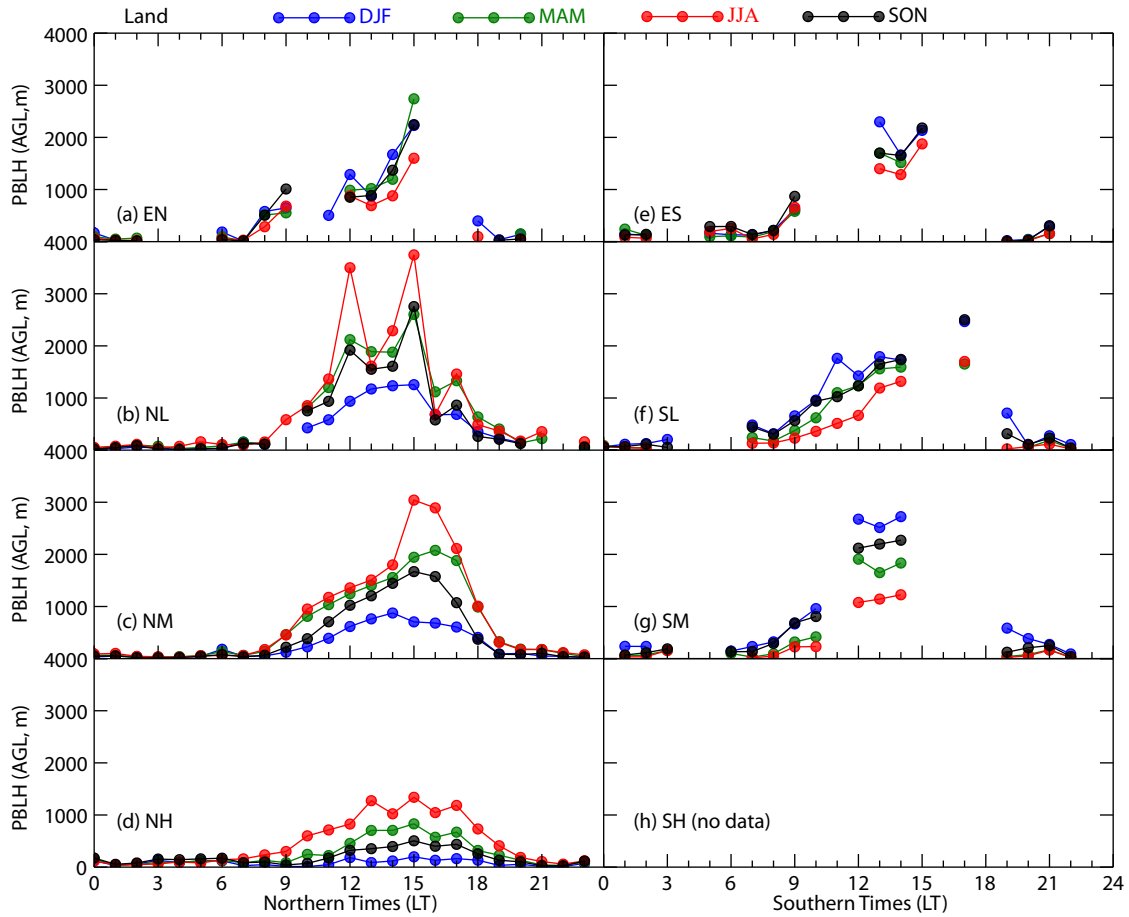 Land DJF MAM JJA SON
4000
3000
2000
1000
PBLH (AGL,m)
(a) EN
(e) ES
4000
3000
2000
1000
PBLH (AGL, m)
(b) NL
(f) SL
4000
3000
2000
1000
PBLH (AGL, m)
(c) NM
(g) SM
4000
3000
2000
1000
0
PBLH (AGL, m)
(d) NH
(h) SH (no data)
0 3 6 9 12 15 18 21 0 3 6 9 12 15 18 21 24
Northern Times (LT) Southern Times (LT)